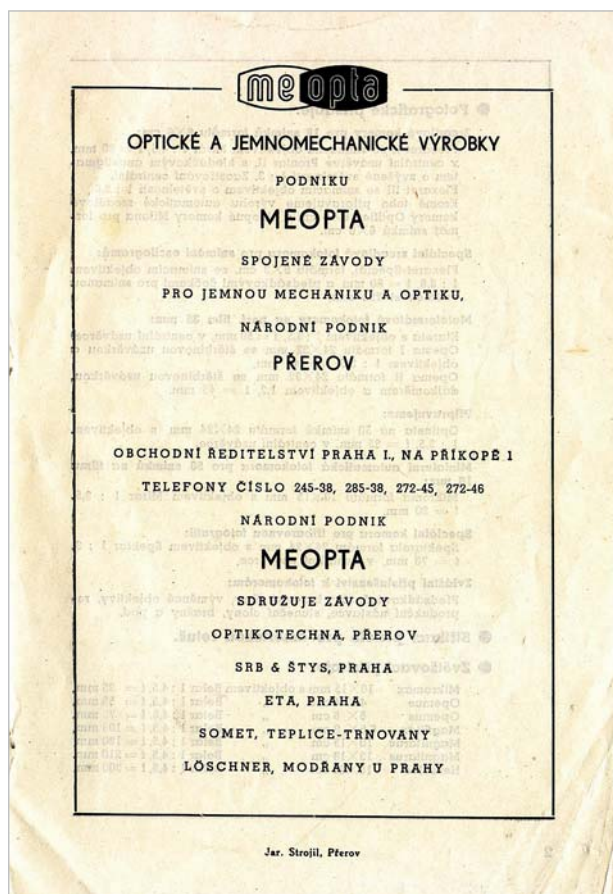 meopta
OPTICKÉ A JEMNOMECHANICKÉ VÝROBKY
PODNIKU
MEOPTA
SPOJENÉ ZÁVODY
PRO JEMNOU MECHANIKU A OPTIKU,
NÁRODNÍ PODNIK
PŘEROV
OBCHODNÍ ŘEDITELSTVÍ PRAHA I., NA PŘÍKOPĚ 1
TELEFONY ČÍSLO 245-38, 285-38, 272-45, 272-46
NÁRODNÍ PODNIK
MEOPTA
SDRUŽUJE ZÁVODY
OPTIKOTECHNA, PŘEROV
SRB & ŠTYS, PRAHA
ETA, PRAHA
SOMET, TEPLICE-TRNOVANY
LÖSCHNER, MODŘANY U PRAHY
Jar. Strojil, Přerov